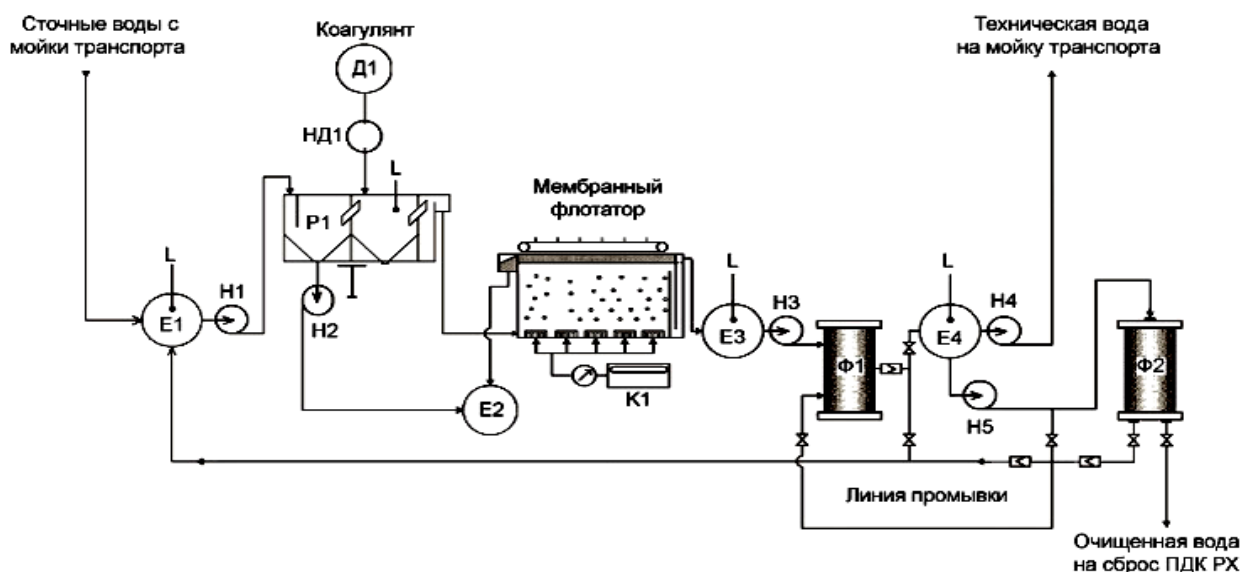 Сточные воды с
мойки транспорта
Коагулянт
Д1
НД1
L
Р1
Мембранный
флотатор
Техническая вода
на мойку транспорта
L
Е1
Н1
Н2
L
Е3
Н3
L
Е4
Н4
Ф1
Ф2
К1
Е2
Н5
Линия промывки
Очищенная вода
на сброс ПДК РХ